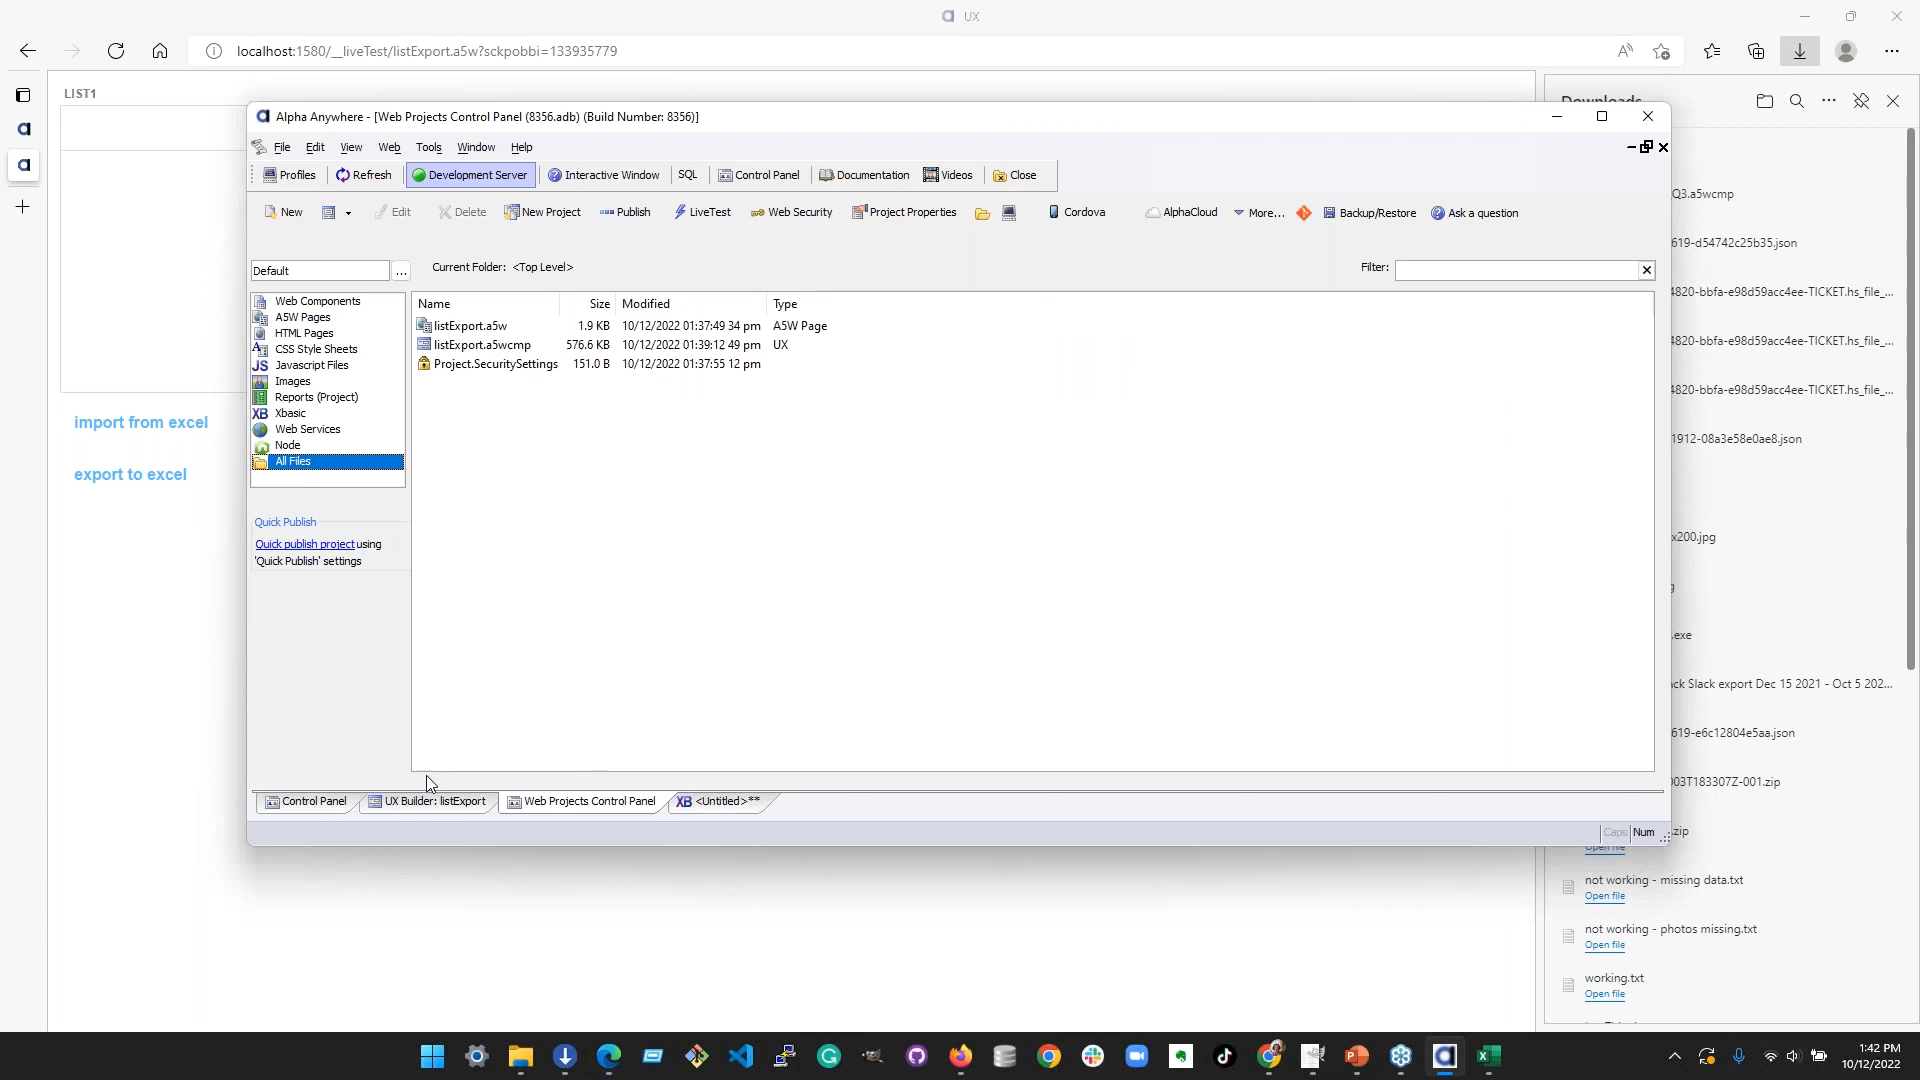 UX
localhost:1580/__liveTest/listExport.a5w?sckpobbi=133935779
LIST1
import from excel
export to excel
Alpha Anywhere - [Web Projects Control Panel (8356.adb) (Build Number: 8356)]
File Edit View Web Tools Window Help
Profiles Refresh Development Server Interactive Window SQL Control Panel Documentation Videos Close
New Edit Delete New Project Publish LiveTest Web Security Project Properties Cordova AlphaCloud More... Backup/Restore Ask a question
Default ... Current Folder: <Top Level> Filter:
Web Components
A5W Pages
HTML Pages
CSS Style Sheets
JS Javascript Files
Images
Reports (Project)
XB Xbasic
Web Services
Node
All Files
Quick Publish
Quick publish project using
'Quick Publish' settings
Name Size Modified Type
listExport.a5w 1.9 KB 10/12/2022 01:37:49 34 pm A5W Page
listExport.a5wcmp 576.6 KB 10/12/2022 01:39:12 49 pm UX
Project.SecuritySettings 151.0 B 10/12/2022 01:37:55 12 pm
Control Panel UX Builder: listExport Web Projects Control Panel XB <Untitled>**
Caps Num
Downloads
Q3.a5wcmp
619-d54742c25b35.json
4820-bbfa-e98d59acc4ee-TICKET.hs_file_...
4820-bbfa-e98d59acc4ee-TICKET.hs_file_...
4820-bbfa-e98d59acc4ee-TICKET.hs_file_...
1912-08a3e58e0ae8.json
x200.jpg
.exe
ck Slack export Dec 15 2021 - Oct 5 202...
619-e6c12804e5aa.json
003T183307Z-001.zip
.zip
Open file
not working - missing data.txt
Open file
not working - photos missing.txt
Open file
working.txt
Open file
1:42 PM
10/12/2022